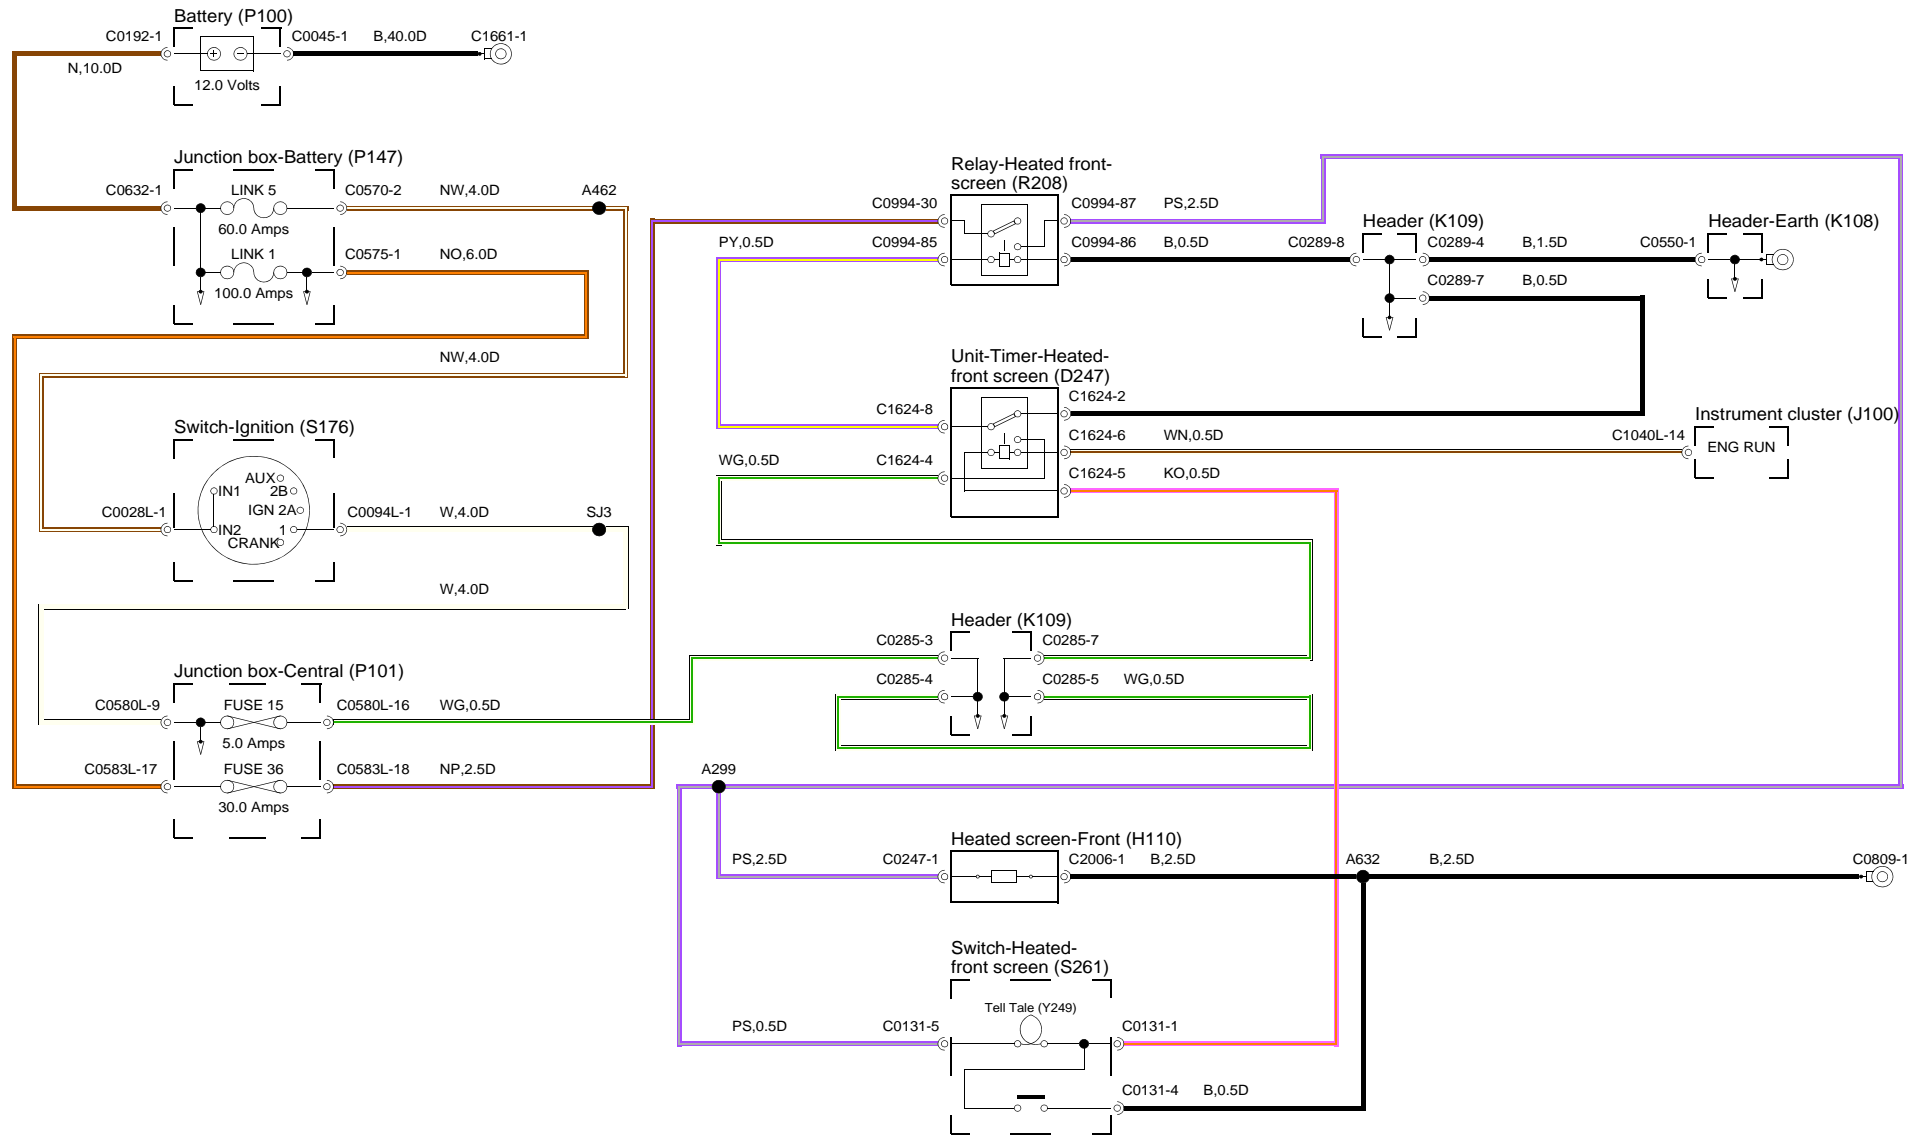 Battery (P100)
C0192-1
C0045-1
B,40.0D
C1661-1
N,10.0D
12.0 Volts
Junction box-Battery (P147)
C0632-1
LINK 5
C0570-2
NW,4.0D
A462
60.0 Amps
LINK 1
C0575-1
NO,6.0D
100.0 Amps
NW,4.0D
Switch-Ignition (S176)
AUX
IN1
2B
IGN 2A
C0028L-1
IN2
1
CRANK
C0094L-1
W,4.0D
SJ3
W,4.0D
Junction box-Central (P101)
C0580L-9
FUSE 15
C0580L-16
WG,0.5D
5.0 Amps
C0583L-17
FUSE 36
C0583L-18
NP,2.5D
30.0 Amps
Relay-Heated front-
screen (R208)
C0994-30
C0994-87
PS,2.5D
PY,0.5D
C0994-85
C0994-86
B,0.5D
C0289-8
Header (K109)
C0289-4
B,1.5D
C0550-1
Header-Earth (K108)
C0289-7
B,0.5D
Unit-Timer-Heated-
front screen (D247)
C1624-8
C1624-2
C1624-6
WN,0.5D
C1040L-14
Instrument cluster (J100)
ENG RUN
WG,0.5D
C1624-4
C1624-5
KO,0.5D
Header (K109)
C0285-3
C0285-7
C0285-4
C0285-5
WG,0.5D
A299
Heated screen-Front (H110)
PS,2.5D
C0247-1
C2006-1
B,2.5D
A632
B,2.5D
C0809-1
Switch-Heated-
front screen (S261)
Tell Tale (Y249)
PS,0.5D
C0131-5
C0131-1
C0131-4
B,0.5D